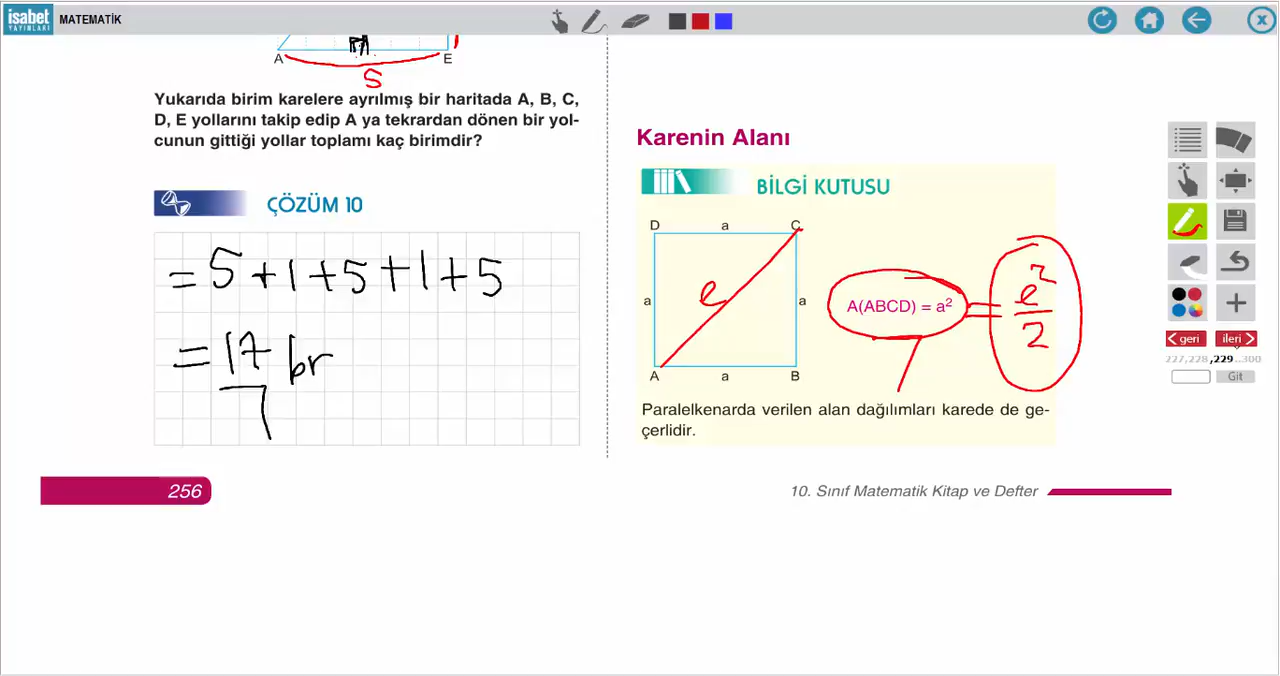 isabet
YAYINLARI
MATEMATİK
A
E
5
Yukarıda birim karelere ayrılmış bir haritada A, B, C,
D, E yollarını takip edip A ya tekrardan dönen bir yol-
cunun gittiği yollar toplamı kaç birimdir?
ÇÖZÜM 10
= 5+1+5+1+5
= 17 br
256
Karenin Alanı
BİLGİ KUTUSU
D a C
a e a
A a B
A(ABCD) = a² = e²/2
Paralelkenarda verilen alan dağılımları karede de ge-
çerlidir.
10. Sınıf Matematik Kitap ve Defter
geri ileri
227,228,229...300
Git